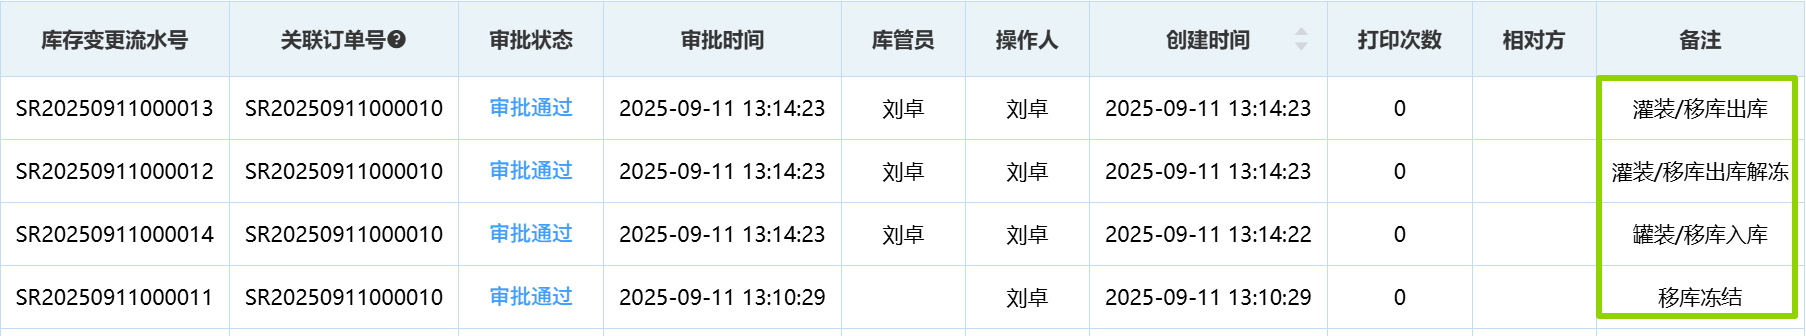 库存变更流水号 关联订单号 审批状态 审批时间 库管员 操作人 创建时间 打印次数 相对方 备注
SR20250911000013 SR20250911000010 审批通过 2025-09-11 13:14:23 刘卓 刘卓 2025-09-11 13:14:23 0 灌装/移库出库
SR20250911000012 SR20250911000010 审批通过 2025-09-11 13:14:23 刘卓 刘卓 2025-09-11 13:14:23 0 灌装/移库出库解冻
SR20250911000014 SR20250911000010 审批通过 2025-09-11 13:14:23 刘卓 刘卓 2025-09-11 13:14:22 0 罐装/移库入库
SR20250911000011 SR20250911000010 审批通过 2025-09-11 13:10:29 刘卓 2025-09-11 13:10:29 0 移库冻结